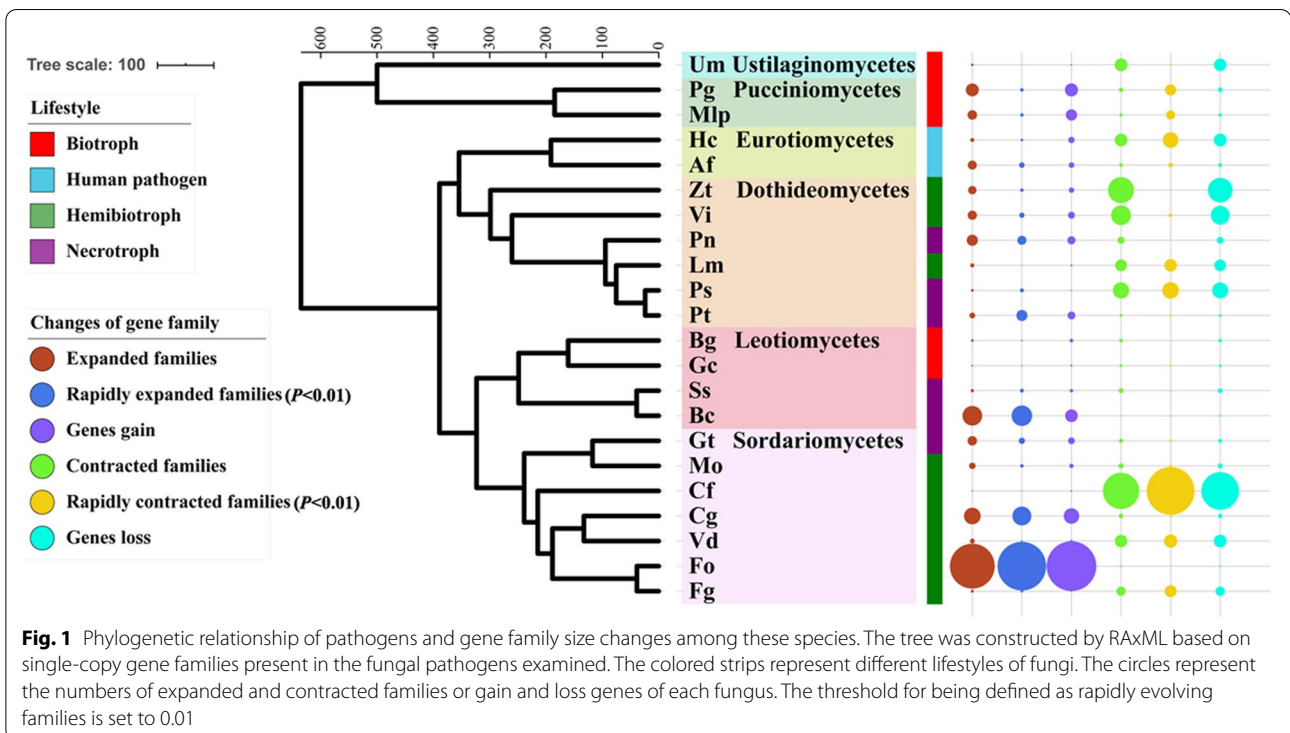 600 500 400 300 200 100 0
Tree scale: 100
Lifestyle
Biotroph
Human pathogen
Hemibiotroph
Necrotroph
Changes of gene family
Expanded families
Rapidly expanded families (P<0.01)
Genes gain
Contracted families
Rapidly contracted families (P<0.01)
Genes loss
Um Ustilaginomycetes
Pg Pucciniomycetes
Mlp
Hc Eurotiomycetes
Af
Zt Dothideomycetes
Vi
Pn
Lm
Ps
Pt
Bg Leotiomycetes
Gc
Ss
Bc
Gt Sordariomycetes
Mo
Cf
Cg
Vd
Fo
Fg
Fig. 1 Phylogenetic relationship of pathogens and gene family size changes among these species. The tree was constructed by RAxML based on
single-copy gene families present in the fungal pathogens examined. The colored strips represent different lifestyles of fungi. The circles represent
the numbers of expanded and contracted families or gain and loss genes of each fungus. The threshold for being defined as rapidly evolving
families is set to 0.01